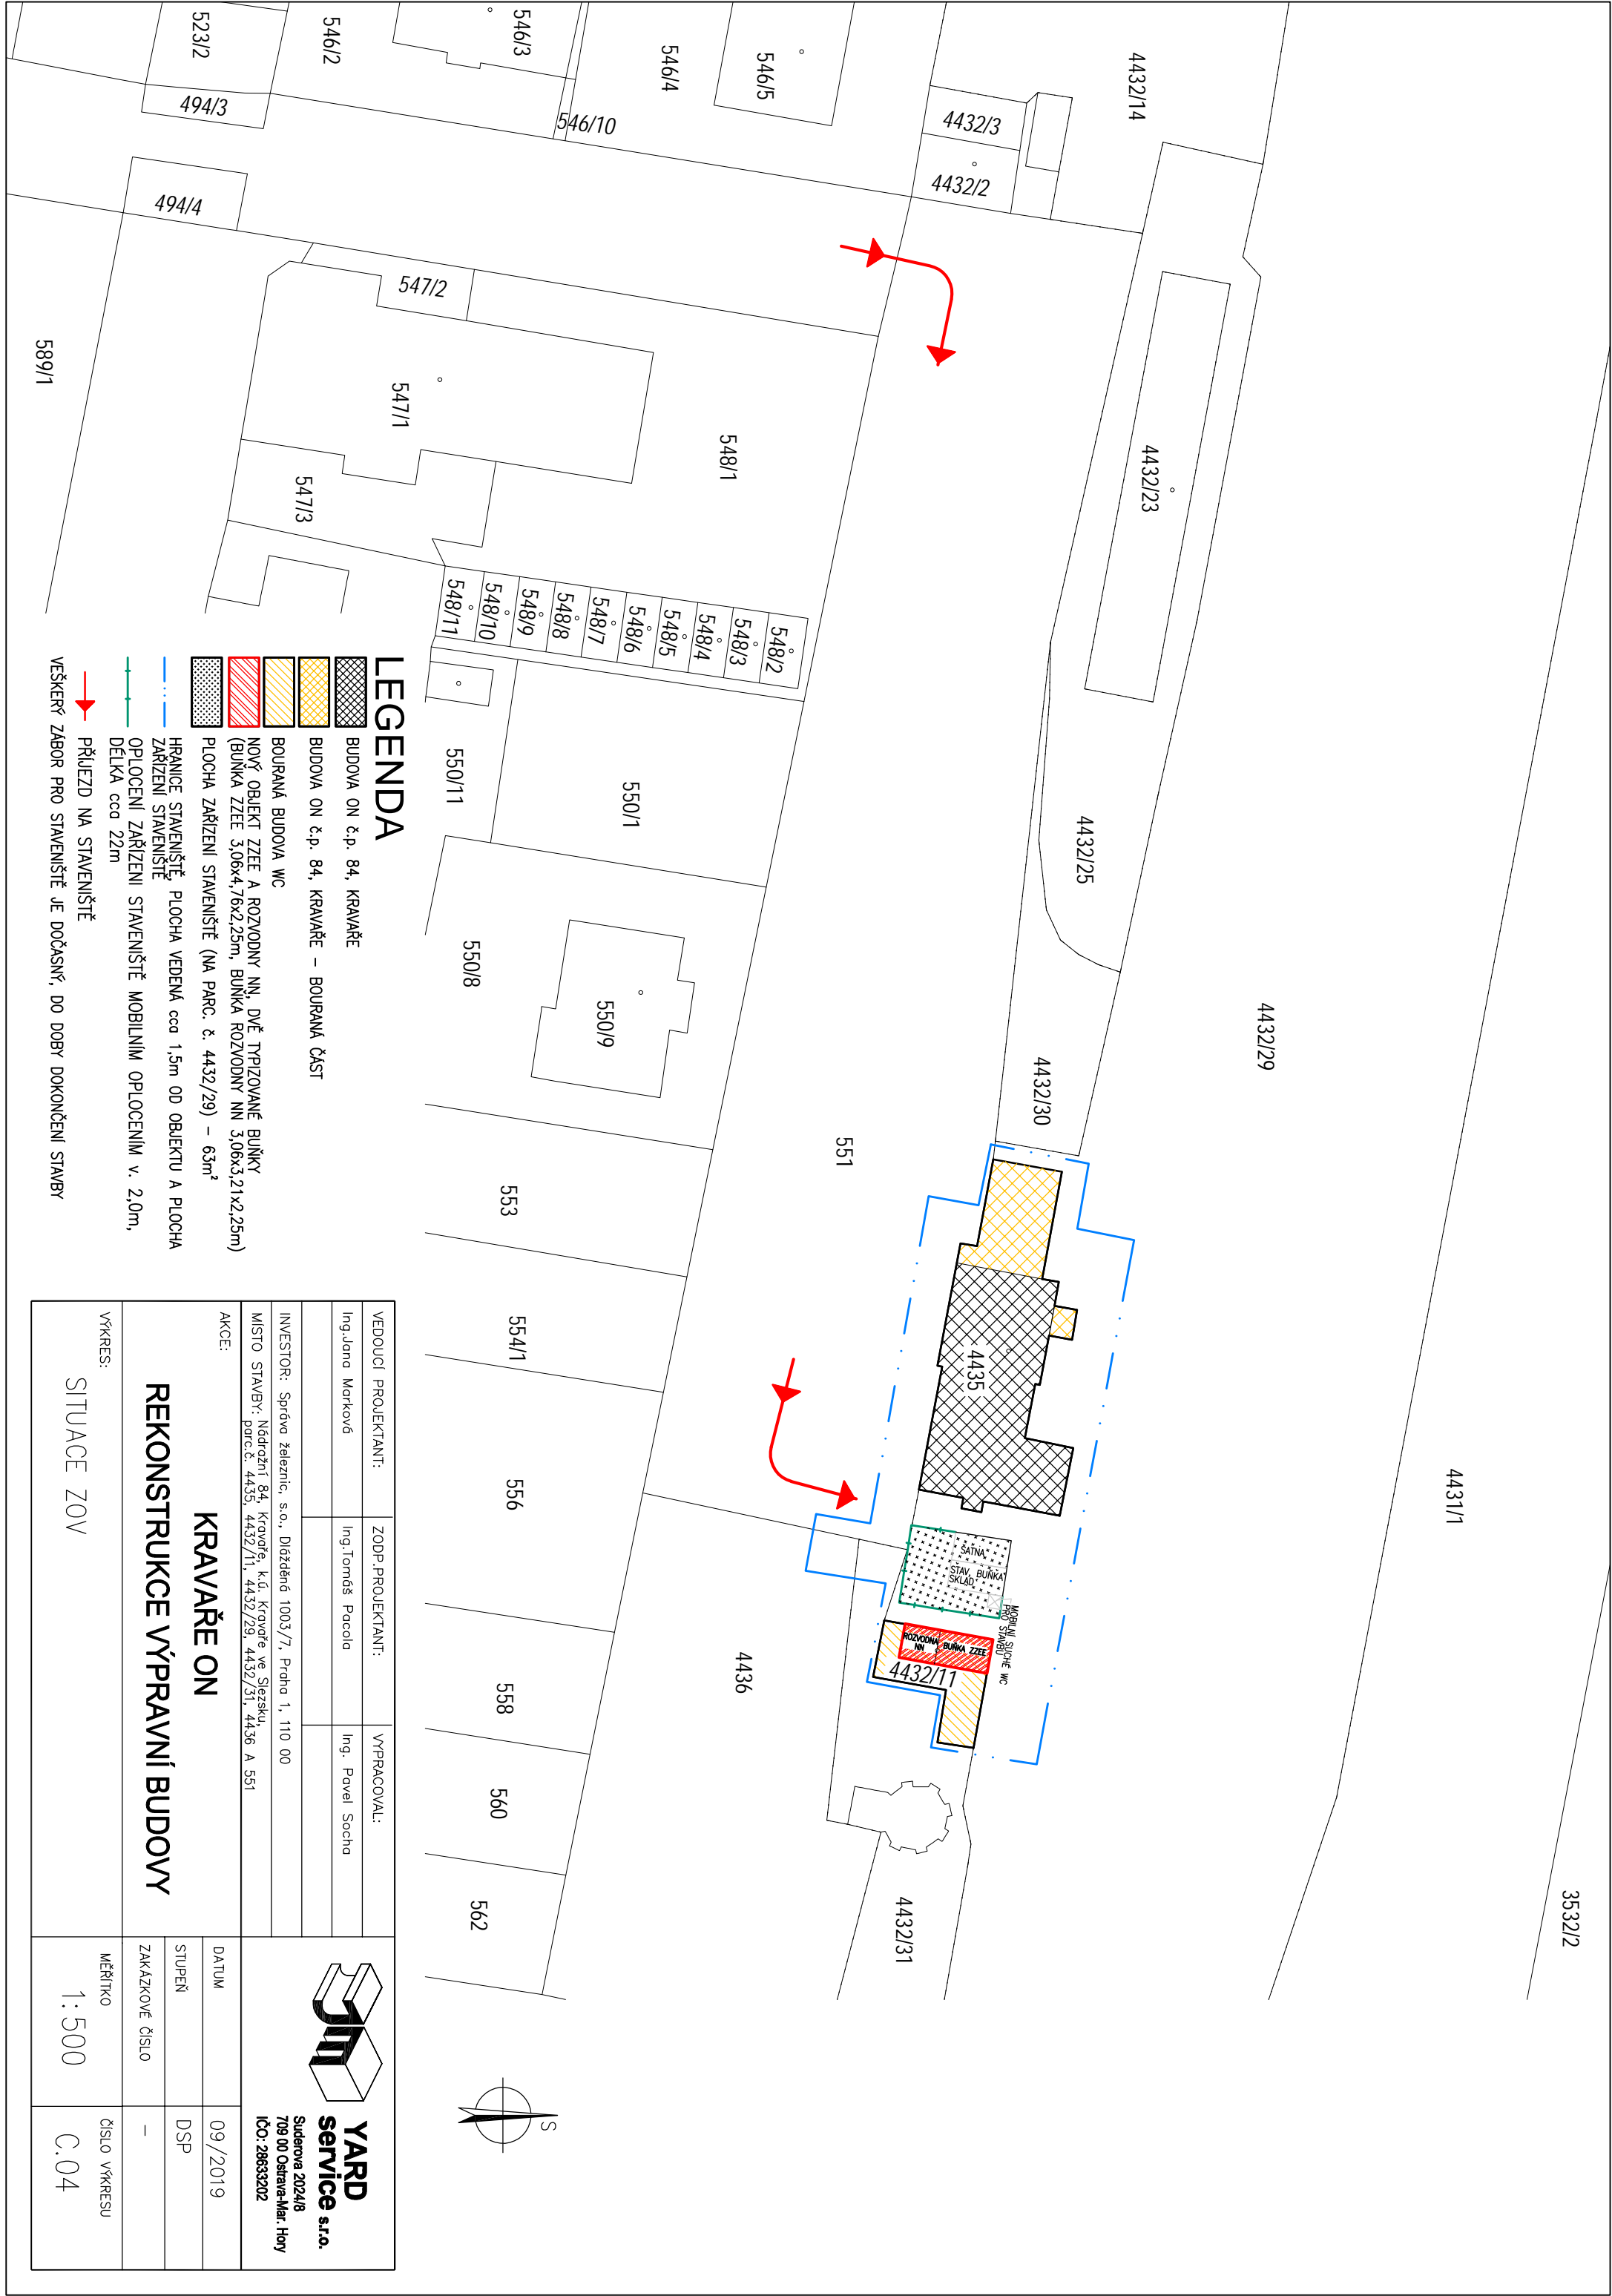 4432/14
4432/3
4432/2
4432/23
4432/25
4432/29
4432/30
4431/1
3532/2
523/2
546/2
546/3
546/4
546/5
546/10
494/3
494/4
547/2
547/1
547/3
548/1
589/1
548/2
548/3
548/4
548/5
548/6
548/7
548/8
548/9
548/10
548/11
550/1
550/11
550/8
550/9
551
553
554/1
556
558
560
562
4435
4436
4432/11
4432/31
ŠATNA
STAV. BUŇKA
SKLAD
MOBILNÍ SUCHÉ WC
PRO STAVBU
ROZVODNA
NN
BUŇKA ZZEE
S
LEGENDA
BUDOVA ON č.p. 84, KRAVAŘE
BUDOVA ON č.p. 84, KRAVAŘE – BOURANÁ ČÁST
BOURANÁ BUDOVA WC
NOVÝ OBJEKT ZZEE A ROZVODNY NN, DVĚ TYPIZOVANÉ BUŇKY
(BUŇKA ZZEE 3,06x4,76x2,25m, BUŇKA ROZVODNY NN 3,06x3,21x2,25m)
PLOCHA ZAŘÍZENÍ STAVENIŠTĚ (NA PARC. č. 4432/29) – 63m²
HRANICE STAVENIŠTĚ, PLOCHA VEDENÁ cca 1,5m OD OBJEKTU A PLOCHA
ZAŘÍZENÍ STAVENIŠTĚ
OPLOCENÍ ZAŘÍZENI STAVENIŠTĚ MOBILNÍM OPLOCENÍM v. 2,0m,
DÉLKA cca 22m
PŘÍJEZD NA STAVENIŠTĚ
VEŠKERÝ ZÁBOR PRO STAVENIŠTĚ JE DOČASNÝ, DO DOBY DOKONČENÍ STAVBY
VEDOUCÍ PROJEKTANT:
ZODP.PROJEKTANT:
VYPRACOVAL:
Ing.Jana Marková
Ing.Tomáš Pacola
Ing. Pavel Socha
INVESTOR: Správa železnic, s.o., Dlážděná 1003/7, Praha 1, 110 00
MÍSTO STAVBY: Nádražní 84, Kravaře, k.ú. Kravaře ve Slezsku,
parc.č. 4435, 4432/11, 4432/29, 4432/31, 4436 A 551
AKCE:
KRAVAŘE ON
REKONSTRUKCE VÝPRAVNÍ BUDOVY
VÝKRES:
SITUACE ZOV
YARD
service s.r.o.
Suderova 2024/8
709 00 Ostrava-Mar. Hory
IČO: 28633202
DATUM
09/2019
STUPEŇ
DSP
ZAKÁZKOVÉ ČÍSLO
–
MĚŘÍTKO
1:500
ČÍSLO VÝKRESU
C.04